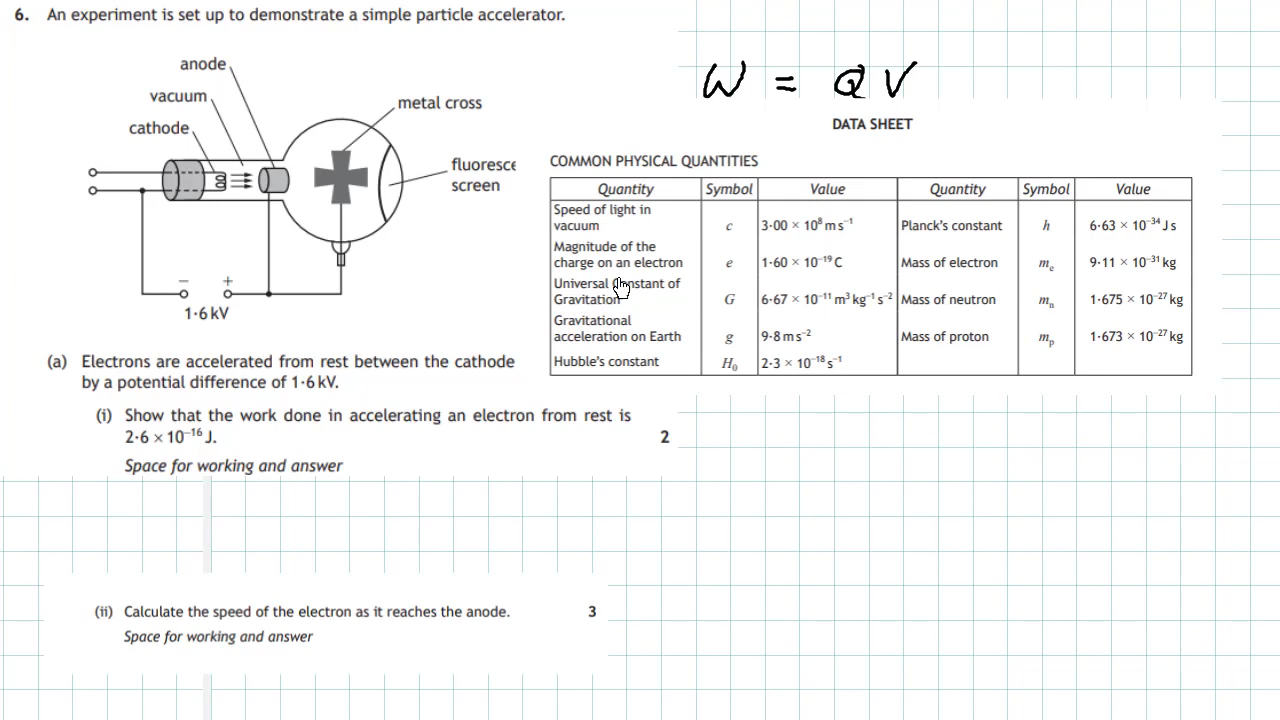 6. An experiment is set up to demonstrate a simple particle accelerator.
anode
vacuum
cathode
metal cross
fluoresce
screen
− +
1·6 kV
W = QV
DATA SHEET
COMMON PHYSICAL QUANTITIES
Quantity Symbol Value Quantity Symbol Value
Speed of light in vacuum c 3·00 × 10⁸ m s⁻¹ Planck's constant h 6·63 × 10⁻³⁴ J s
Magnitude of the charge on an electron e 1·60 × 10⁻¹⁹ C Mass of electron mₑ 9·11 × 10⁻³¹ kg
Universal Constant of Gravitation G 6·67 × 10⁻¹¹ m³ kg⁻¹ s⁻² Mass of neutron mₙ 1·675 × 10⁻²⁷ kg
Gravitational acceleration on Earth g 9·8 m s⁻² Mass of proton mₚ 1·673 × 10⁻²⁷ kg
Hubble's constant H₀ 2·3 × 10⁻¹⁸ s⁻¹
(a) Electrons are accelerated from rest between the cathode
by a potential difference of 1·6 kV.
(i) Show that the work done in accelerating an electron from rest is
2·6 × 10⁻¹⁶ J. 2
Space for working and answer
(ii) Calculate the speed of the electron as it reaches the anode. 3
Space for working and answer